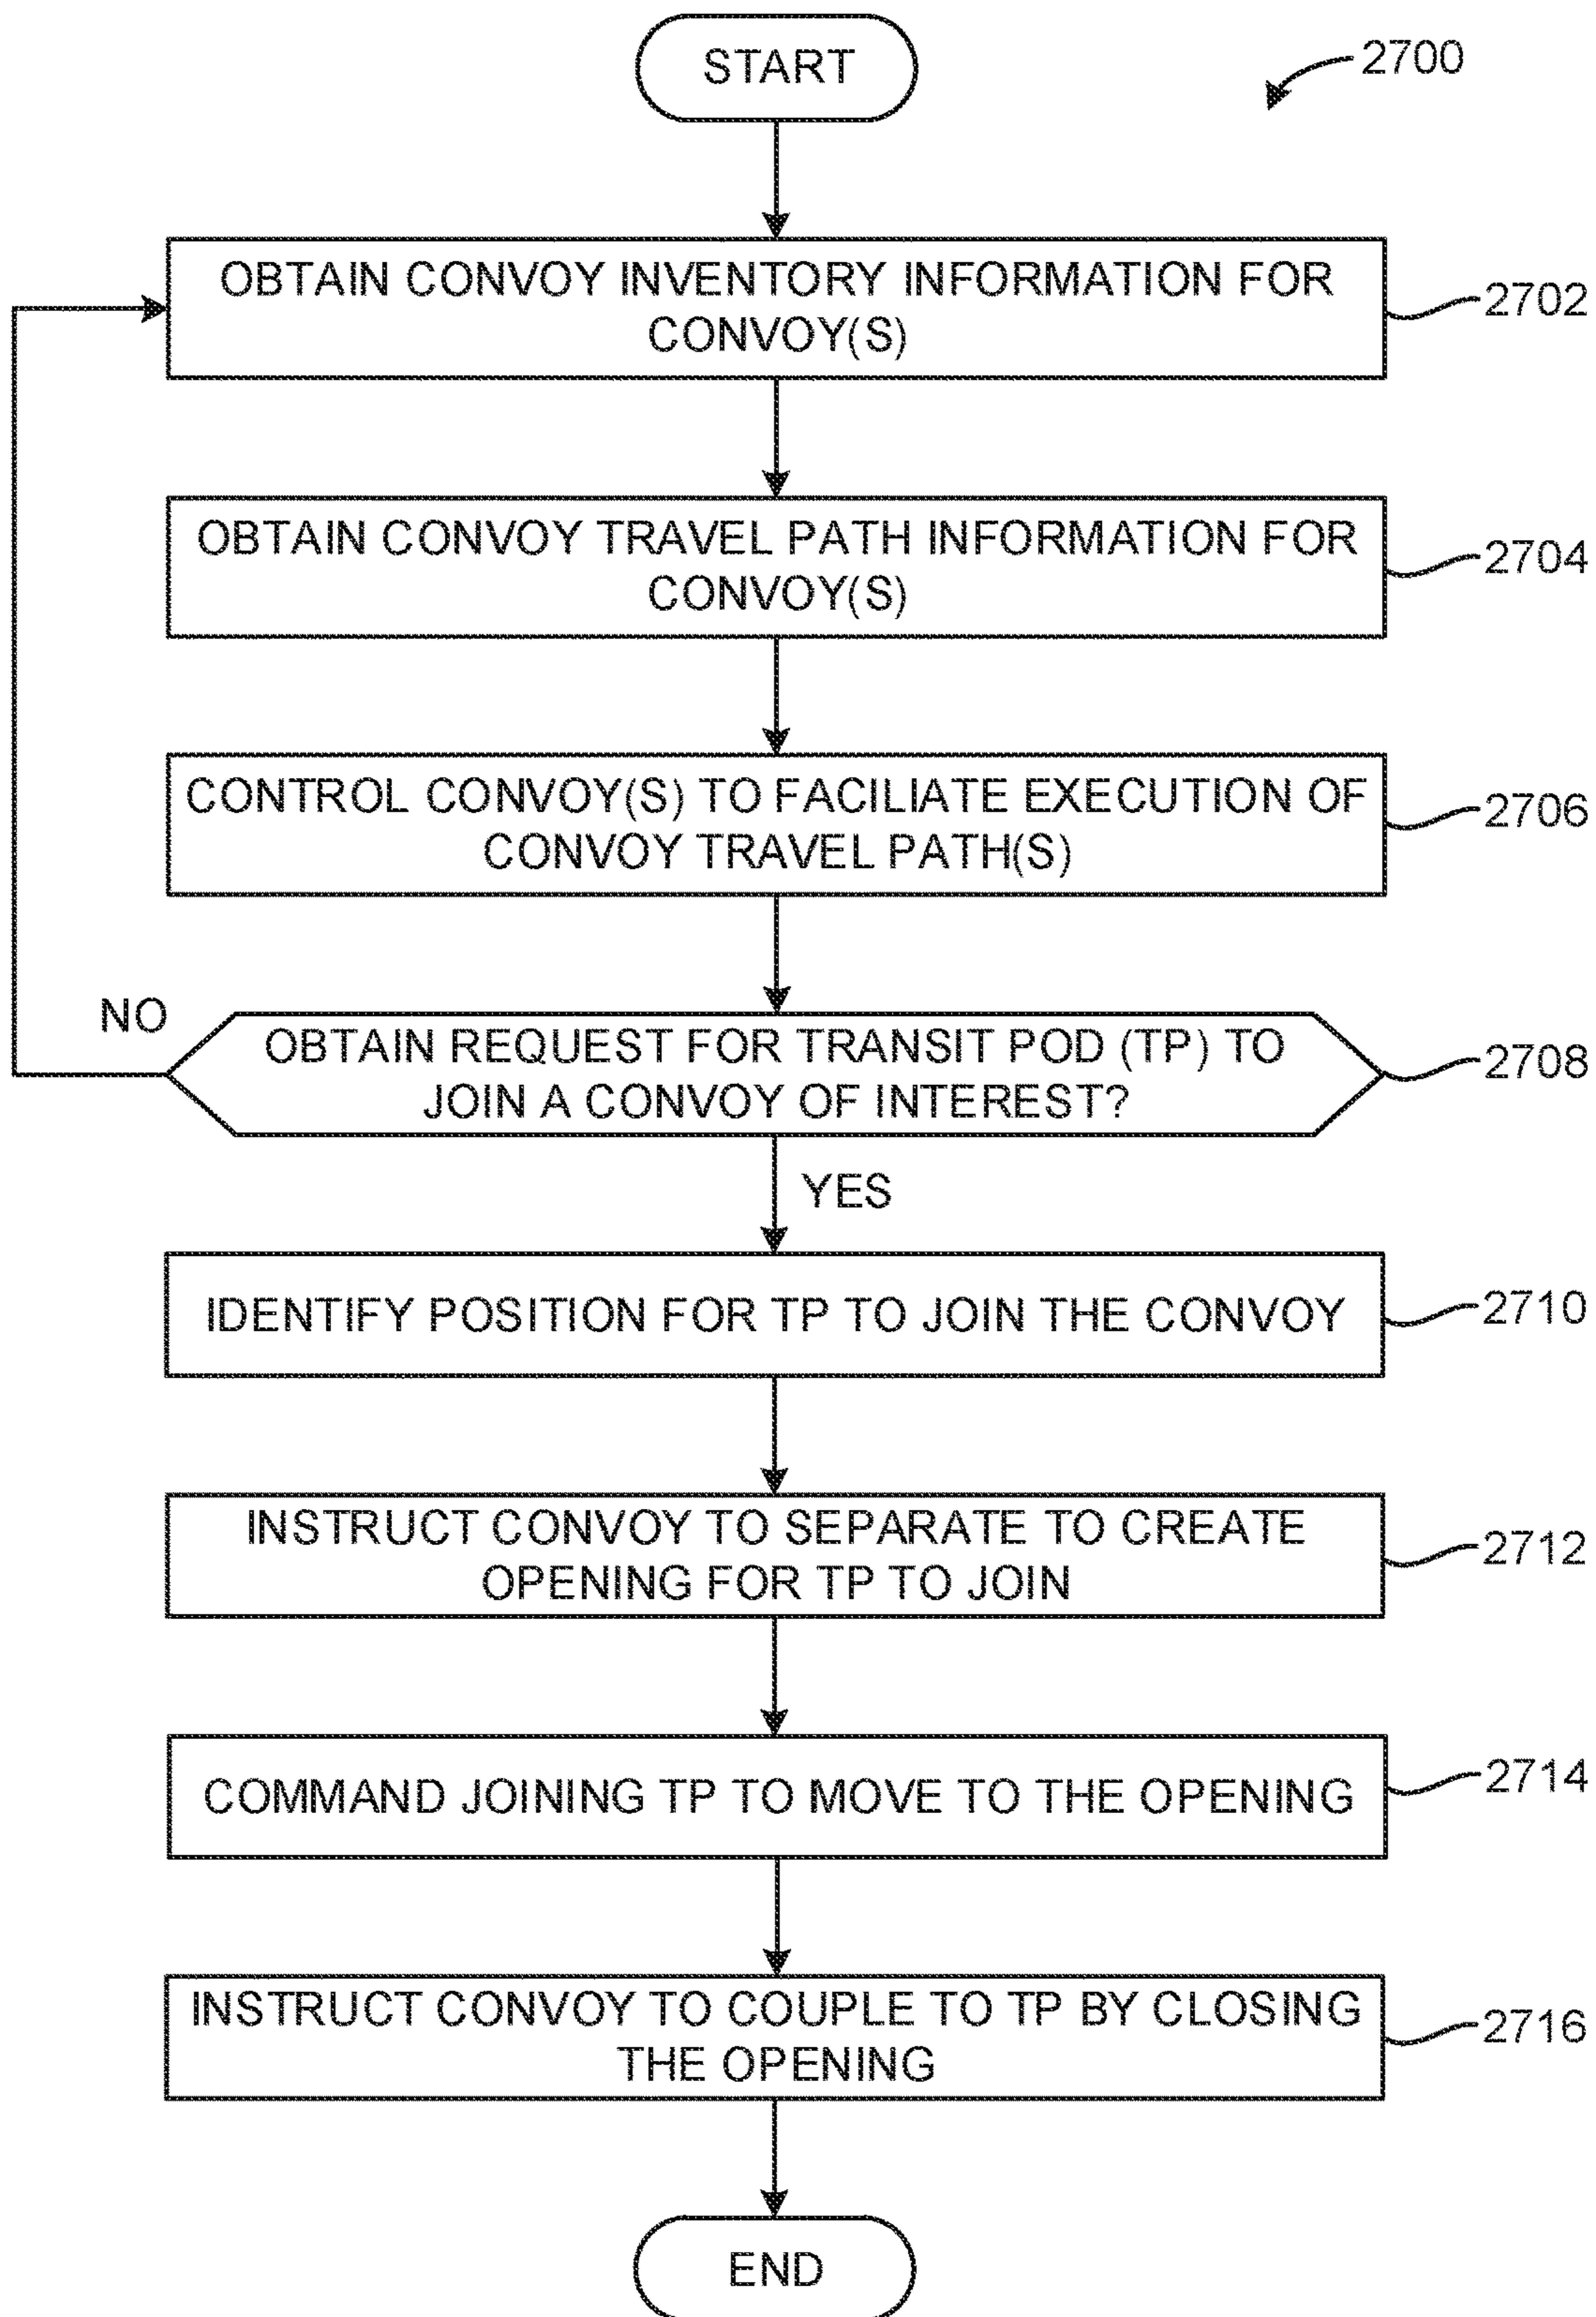 START
2700
OBTAIN CONVOY INVENTORY INFORMATION FOR
CONVOY(S)
2702
OBTAIN CONVOY TRAVEL PATH INFORMATION FOR
CONVOY(S)
2704
CONTROL CONVOY(S) TO FACILIATE EXECUTION OF
CONVOY TRAVEL PATH(S)
2706
NO
OBTAIN REQUEST FOR TRANSIT POD (TP) TO
JOIN A CONVOY OF INTEREST?
2708
YES
IDENTIFY POSITION FOR TP TO JOIN THE CONVOY
2710
INSTRUCT CONVOY TO SEPARATE TO CREATE
OPENING FOR TP TO JOIN
2712
COMMAND JOINING TP TO MOVE TO THE OPENING
2714
INSTRUCT CONVOY TO COUPLE TO TP BY CLOSING
THE OPENING
2716
END